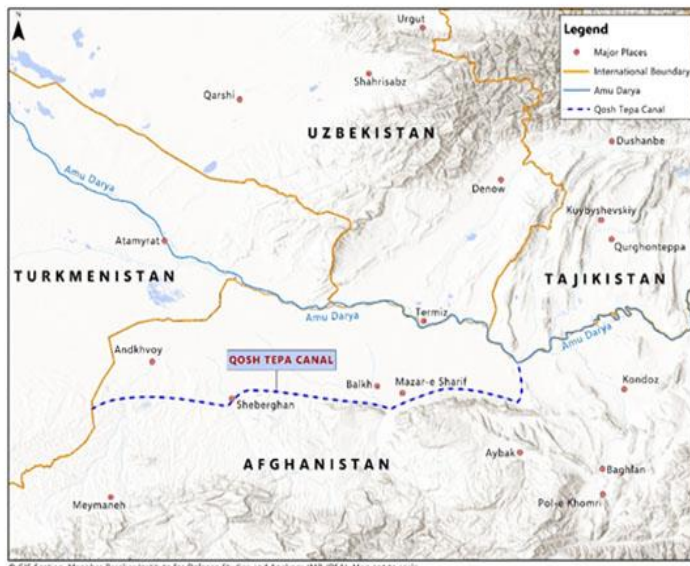 Urgut
Legend
Major Places
International Boundary
Amu Darya
Qosh Tepa Canal
Shahrisabz
Qarshi
UZBEKISTAN
Dushanbe
Denow
Amu Darya
Kuybyshevskiy
Qurghonteppa
Atamyrat
TURKMENISTAN
TAJIKISTAN
Amu Darya
Termiz
Amu Darya
Andkhvoy
QOSH TEPA CANAL
Balkh
Mazar-e Sharif
Kondoz
Sheberghan
Aybak
AFGHANISTAN
Baghlan
Meymaneh
Pol-e Khomri